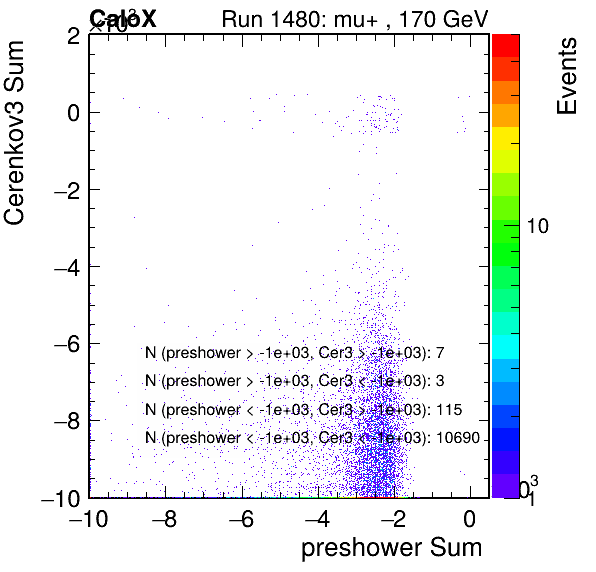 CaloX
×10³
Run 1480: mu+ , 170 GeV
Cerenkov3 Sum
Events
2
0
−2
−4
−6
−8
−10
N (preshower > -1e+03, Cer3 > -1e+03): 7
N (preshower > -1e+03, Cer3 < -1e+03): 3
N (preshower < -1e+03, Cer3 > -1e+03): 115
N (preshower < -1e+03, Cer3 < -1e+03): 10690
10
1
−10
−8
−6
−4
−2
0
preshower Sum